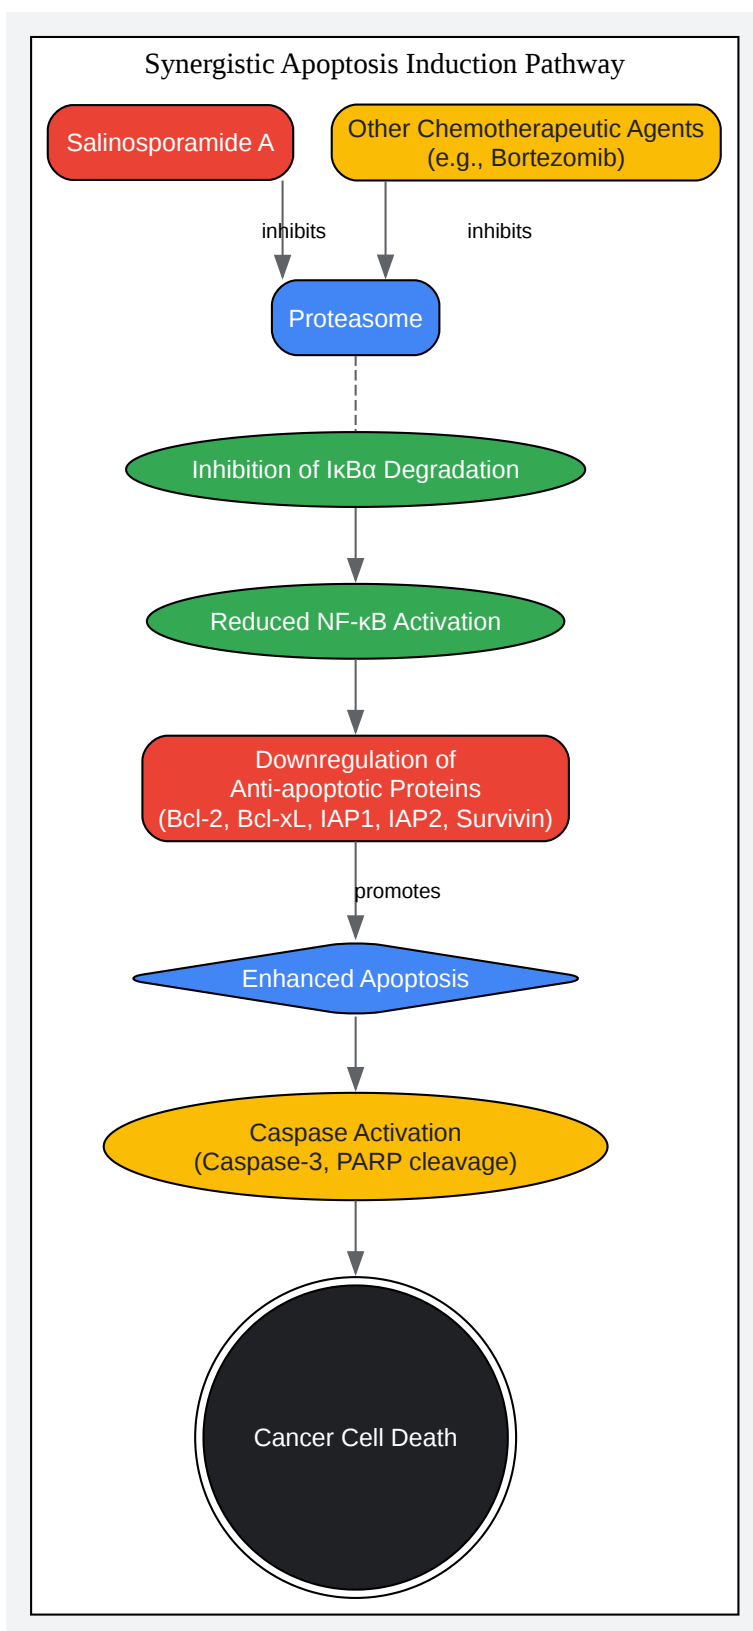 Synergistic Apoptosis Induction Pathway
Salinosporamide A
Other Chemotherapeutic Agents
(e.g., Bortezomib)
inhibits
inhibits
Proteasome
Inhibition of IκBα Degradation
Reduced NF-κB Activation
Downregulation of
Anti-apoptotic Proteins
(Bcl-2, Bcl-xL, IAP1, IAP2, Survivin)
promotes
Enhanced Apoptosis
Caspase Activation
(Caspase-3, PARP cleavage)
Cancer Cell Death